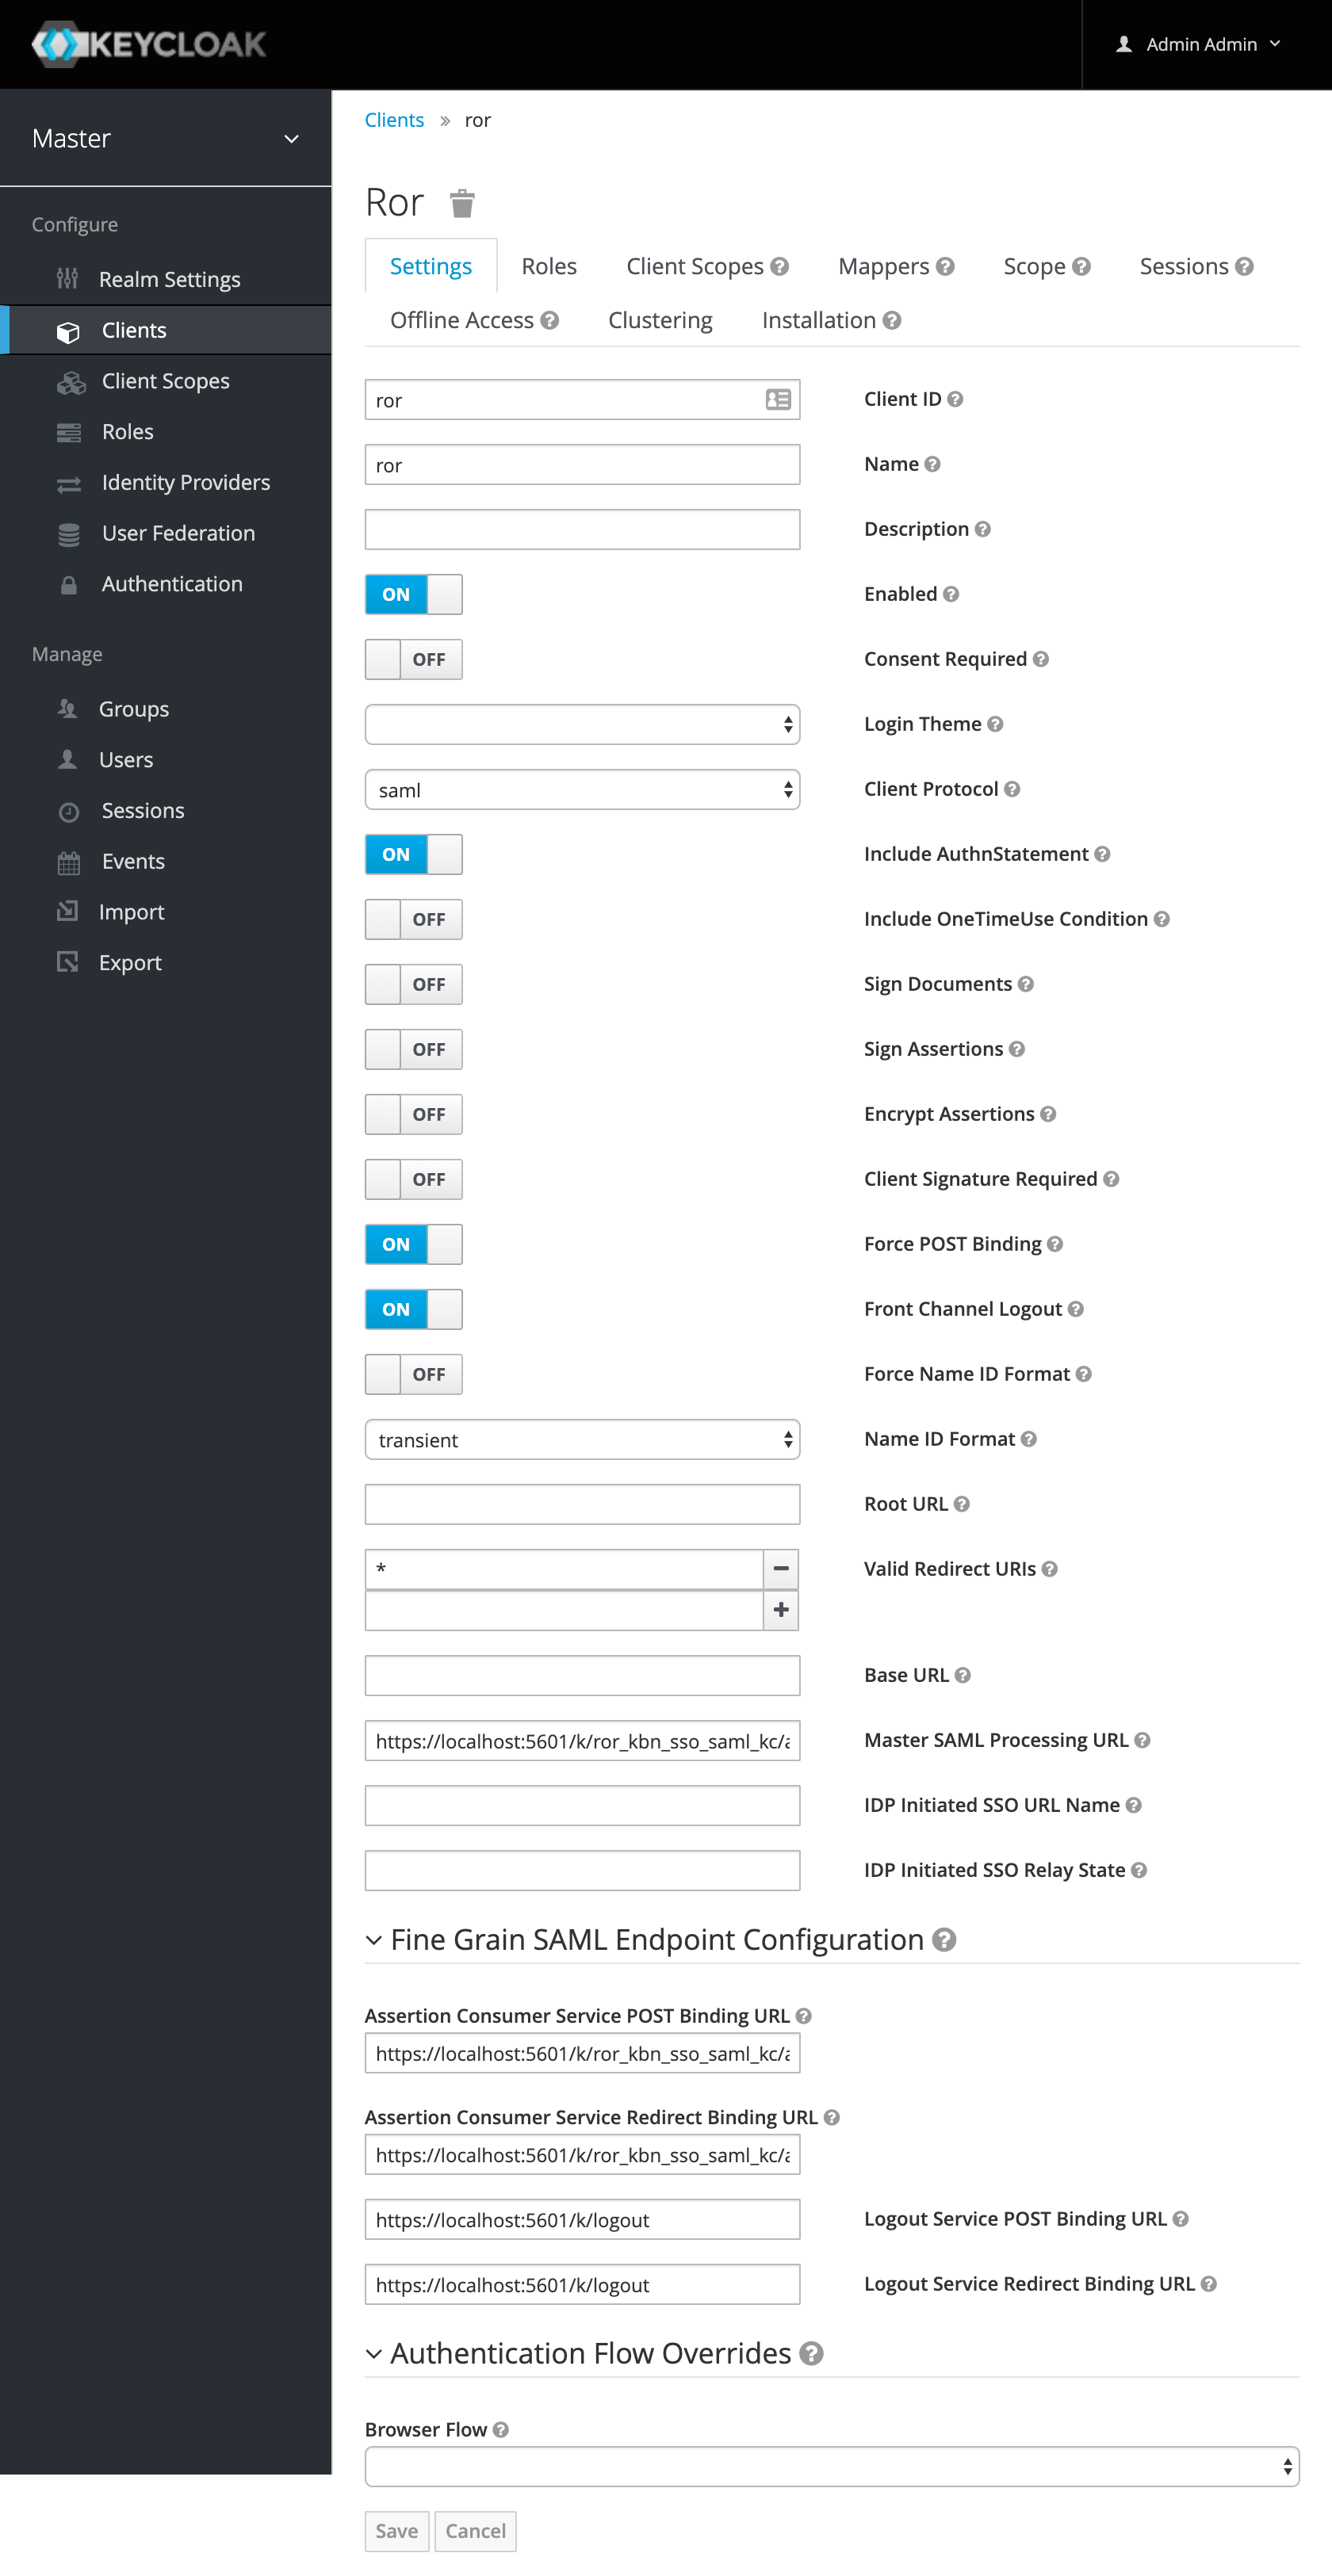 KEYCLOAK
Admin Admin
Master
Configure
Realm Settings
Clients
Client Scopes
Roles
Identity Providers
User Federation
Authentication
Manage
Groups
Users
Sessions
Events
Import
Export
Clients » ror
Ror
Settings Roles Client Scopes Mappers Scope Sessions
Offline Access Clustering Installation
ror Client ID
ror Name
Description
ON Enabled
OFF Consent Required
Login Theme
saml Client Protocol
ON Include AuthnStatement
OFF Include OneTimeUse Condition
OFF Sign Documents
OFF Sign Assertions
OFF Encrypt Assertions
OFF Client Signature Required
ON Force POST Binding
ON Front Channel Logout
OFF Force Name ID Format
transient Name ID Format
Root URL
* Valid Redirect URIs
Base URL
https://localhost:5601/k/ror_kbn_sso_saml_kc/ Master SAML Processing URL
IDP Initiated SSO URL Name
IDP Initiated SSO Relay State
Fine Grain SAML Endpoint Configuration
Assertion Consumer Service POST Binding URL
https://localhost:5601/k/ror_kbn_sso_saml_kc/
Assertion Consumer Service Redirect Binding URL
https://localhost:5601/k/ror_kbn_sso_saml_kc/
https://localhost:5601/k/logout Logout Service POST Binding URL
https://localhost:5601/k/logout Logout Service Redirect Binding URL
Authentication Flow Overrides
Browser Flow
Save Cancel